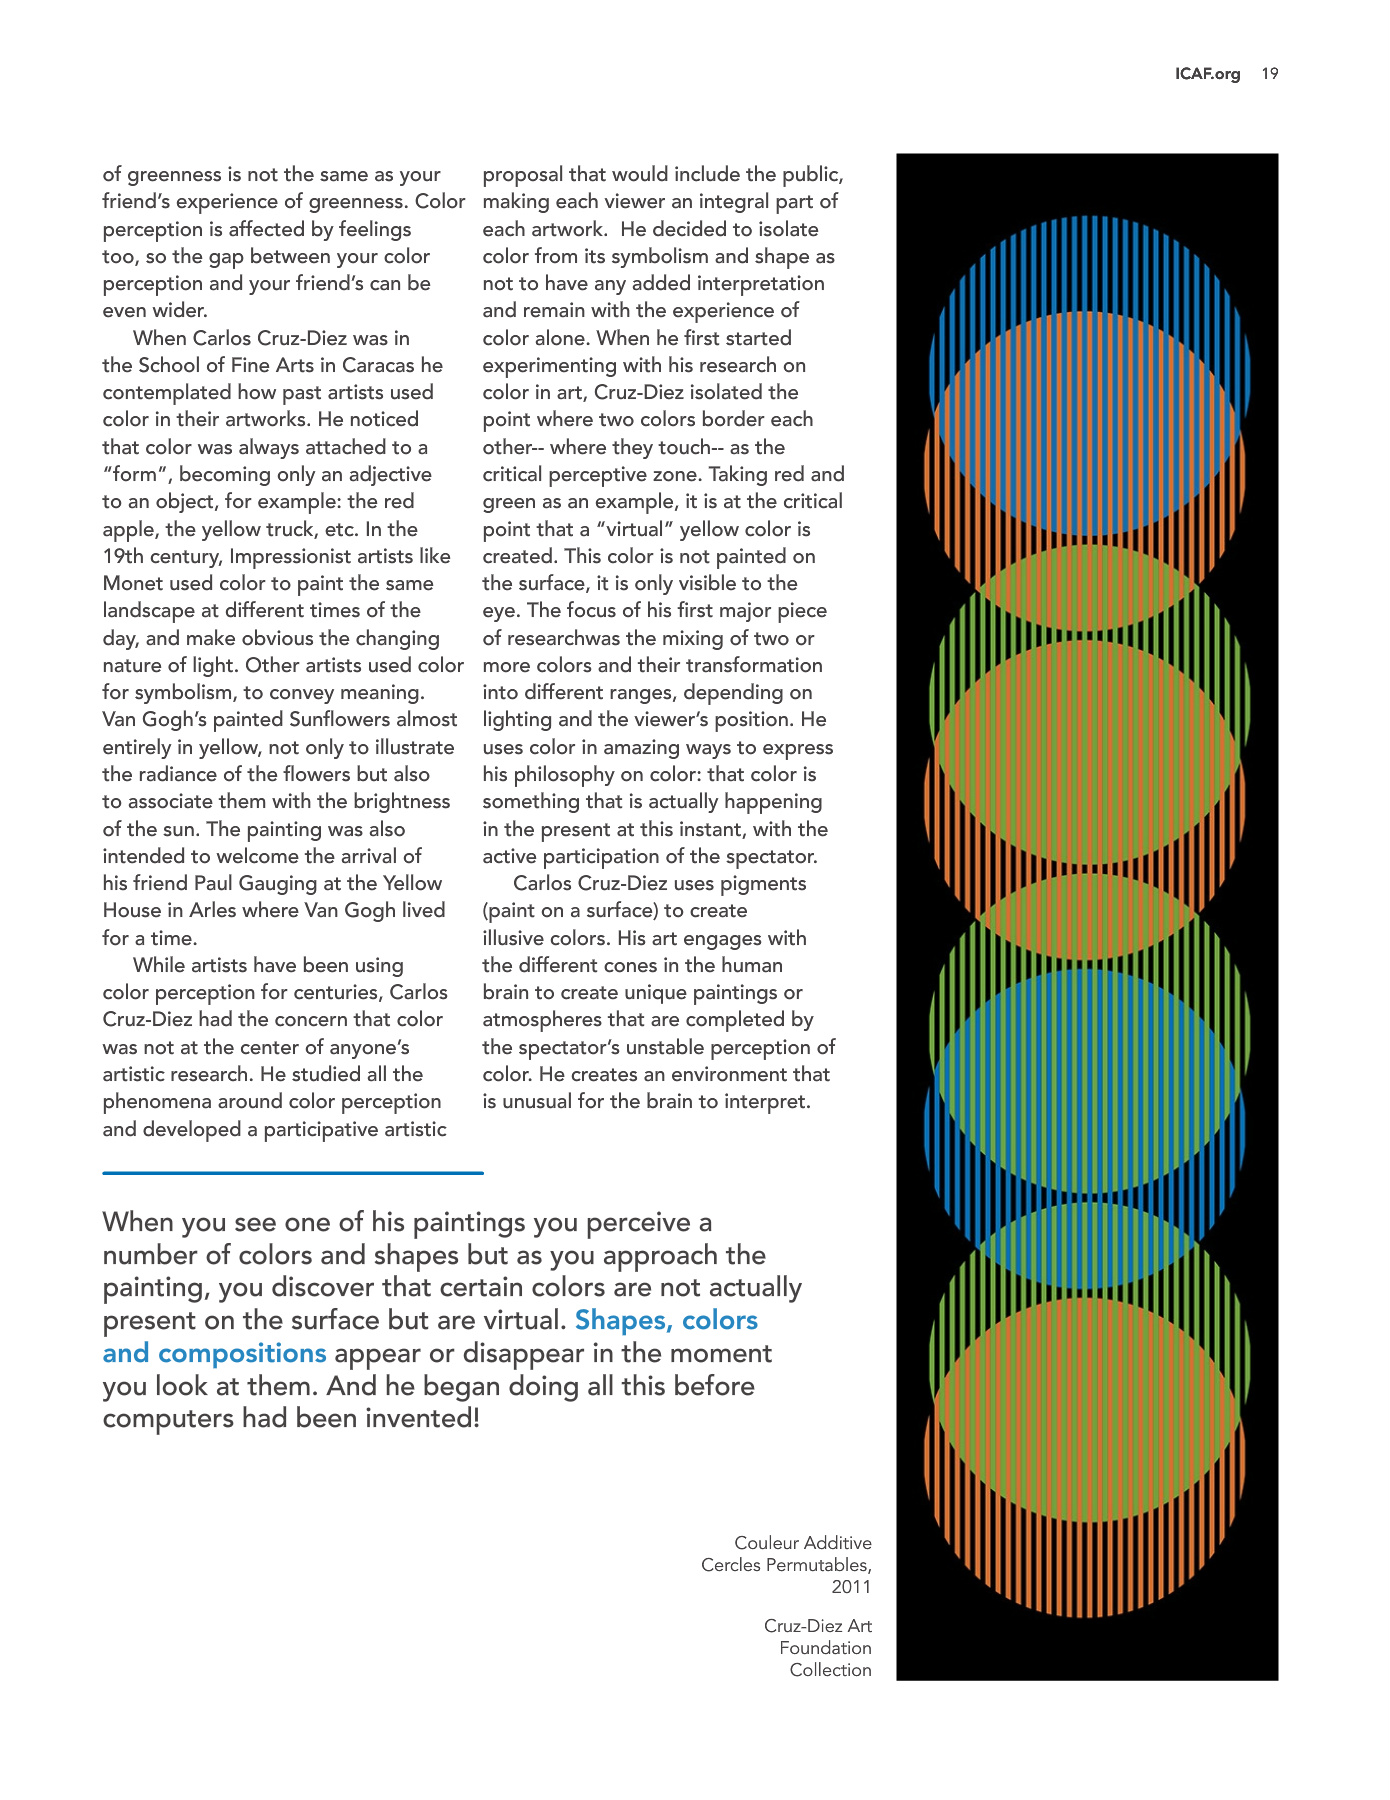 ICAF.org 19
of greenness is not the same as your
friend’s experience of greenness. Color
perception is affected by feelings
too, so the gap between your color
perception and your friend’s can be
even wider.
When Carlos Cruz-Diez was in
the School of Fine Arts in Caracas he
contemplated how past artists used
color in their artworks. He noticed
that color was always attached to a
“form”, becoming only an adjective
to an object, for example: the red
apple, the yellow truck, etc. In the
19th century, Impressionist artists like
Monet used color to paint the same
landscape at different times of the
day, and make obvious the changing
nature of light. Other artists used color
for symbolism, to convey meaning.
Van Gogh’s painted Sunflowers almost
entirely in yellow, not only to illustrate
the radiance of the flowers but also
to associate them with the brightness
of the sun. The painting was also
intended to welcome the arrival of
his friend Paul Gauging at the Yellow
House in Arles where Van Gogh lived
for a time.
While artists have been using
color perception for centuries, Carlos
Cruz-Diez had the concern that color
was not at the center of anyone’s
artistic research. He studied all the
phenomena around color perception
and developed a participative artistic
proposal that would include the public,
making each viewer an integral part of
each artwork.  He decided to isolate
color from its symbolism and shape as
not to have any added interpretation
and remain with the experience of
color alone. When he first started
experimenting with his research on
color in art, Cruz-Diez isolated the
point where two colors border each
other-- where they touch-- as the
critical perceptive zone. Taking red and
green as an example, it is at the critical
point that a “virtual” yellow color is
created. This color is not painted on
the surface, it is only visible to the
eye. The focus of his first major piece
of researchwas the mixing of two or
more colors and their transformation
into different ranges, depending on
lighting and the viewer’s position. He
uses color in amazing ways to express
his philosophy on color: that color is
something that is actually happening
in the present at this instant, with the
active participation of the spectator.
Carlos Cruz-Diez uses pigments
(paint on a surface) to create
illusive colors. His art engages with
the different cones in the human
brain to create unique paintings or
atmospheres that are completed by
the spectator’s unstable perception of
color. He creates an environment that
is unusual for the brain to interpret.
When you see one of his paintings you perceive a
number of colors and shapes but as you approach the
painting, you discover that certain colors are not actually
present on the surface but are virtual. Shapes, colors
and compositions appear or disappear in the moment
you look at them. And he began doing all this before
computers had been invented!
Couleur Additive
Cercles Permutables,
2011
Cruz-Diez Art
Foundation
Collection